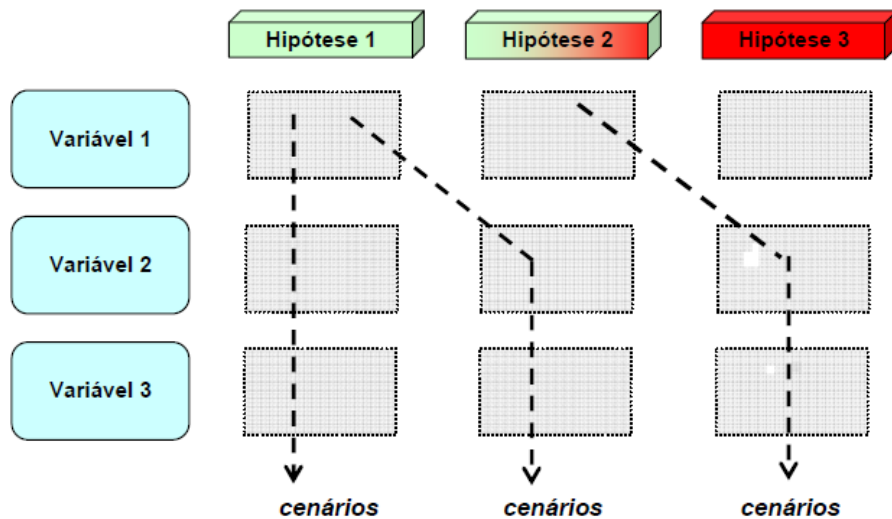 Hipótese 1
Hipótese 2
Hipótese 3
Variável 1
Variável 2
Variável 3
cenários
cenários
cenários